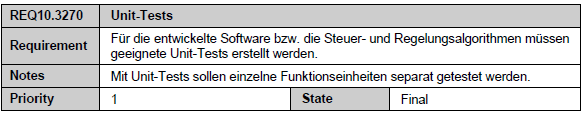 REQ10.3270 Unit-Tests
Requirement Für die entwickelte Software bzw. die Steuer- und Regelungsalgorithmen müssen
geeignete Unit-Tests erstellt werden.
Notes Mit Unit-Tests sollen einzelne Funktionseinheiten separat getestet werden.
Priority 1 State Final